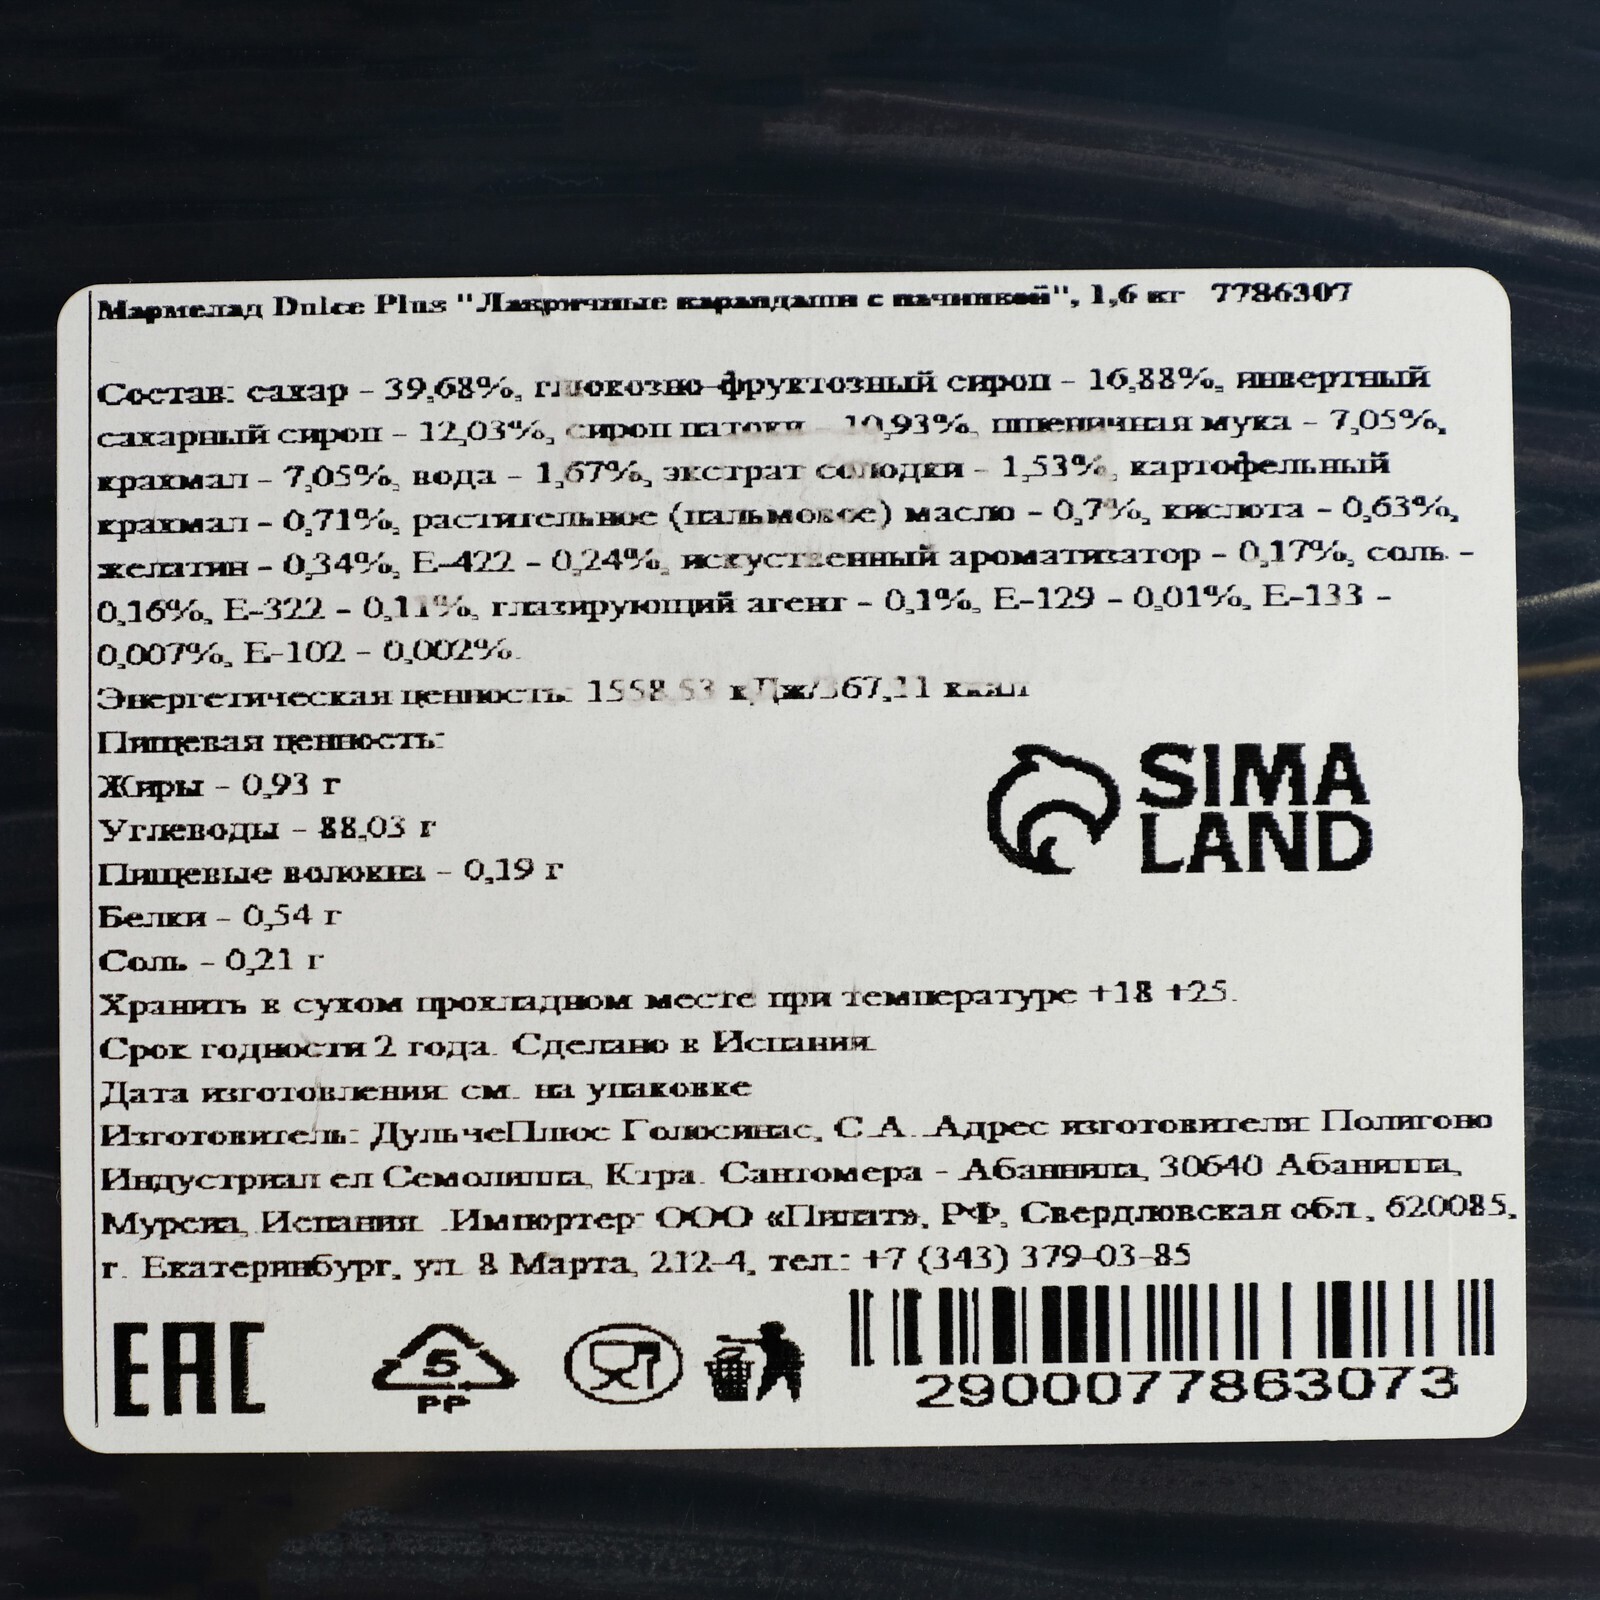 Мармелад Dulce Plus "Лакричные карандаши с начинкой", 1,6 кг 7786307
Состав: сахар - 39,68%, глюкозно-фруктозный сироп - 16,88%, инвертный
сахарный сироп - 12,03%, сироп патоки - 10,93%, пшеничная мука - 7,05%,
крахмал - 7,05%, вода - 1,67%, экстрат солодки - 1,53%, картофельный
крахмал - 0,71%, растительное (пальмовое) масло - 0,7%, кислота - 0,63%,
желатин - 0,34%, Е-422 - 0,24%, искуственный ароматизатор - 0,17%, соль -
0,16%, Е-322 - 0,11%, глазирующий агент - 0,1%, Е-129 - 0,01%, Е-133 -
0,007%, Е-102 - 0,002%.
Энергетическая ценность: 1558,53 кДж/367,11 ккал
Пищевая ценность:
Жиры - 0,93 г
Углеводы - 88,03 г
Пищевые волокна - 0,19 г
Белки - 0,54 г
Соль - 0,21 г
SIMA
LAND
Хранить в сухом прохладном месте при температуре +18 +25.
Срок годности 2 года. Сделано в Испании.
Дата изготовления: см. на упаковке
Изготовитель: ДульчеПлюс Голосинас, С.А. .Адрес изготовителя: Полигоно
Индустриал ел Семолилла, Ктра. Сантомера - Абанилла, 30640 Абанилла,
Мурсиа, Испания. .Импортер: ООО «Пилат», РФ, Свердловская обл., 620085,
г. Екатеринбург, ул. 8 Марта, 212-4, тел.: +7 (343) 379-03-85
EAC
5
PP
2900077863073